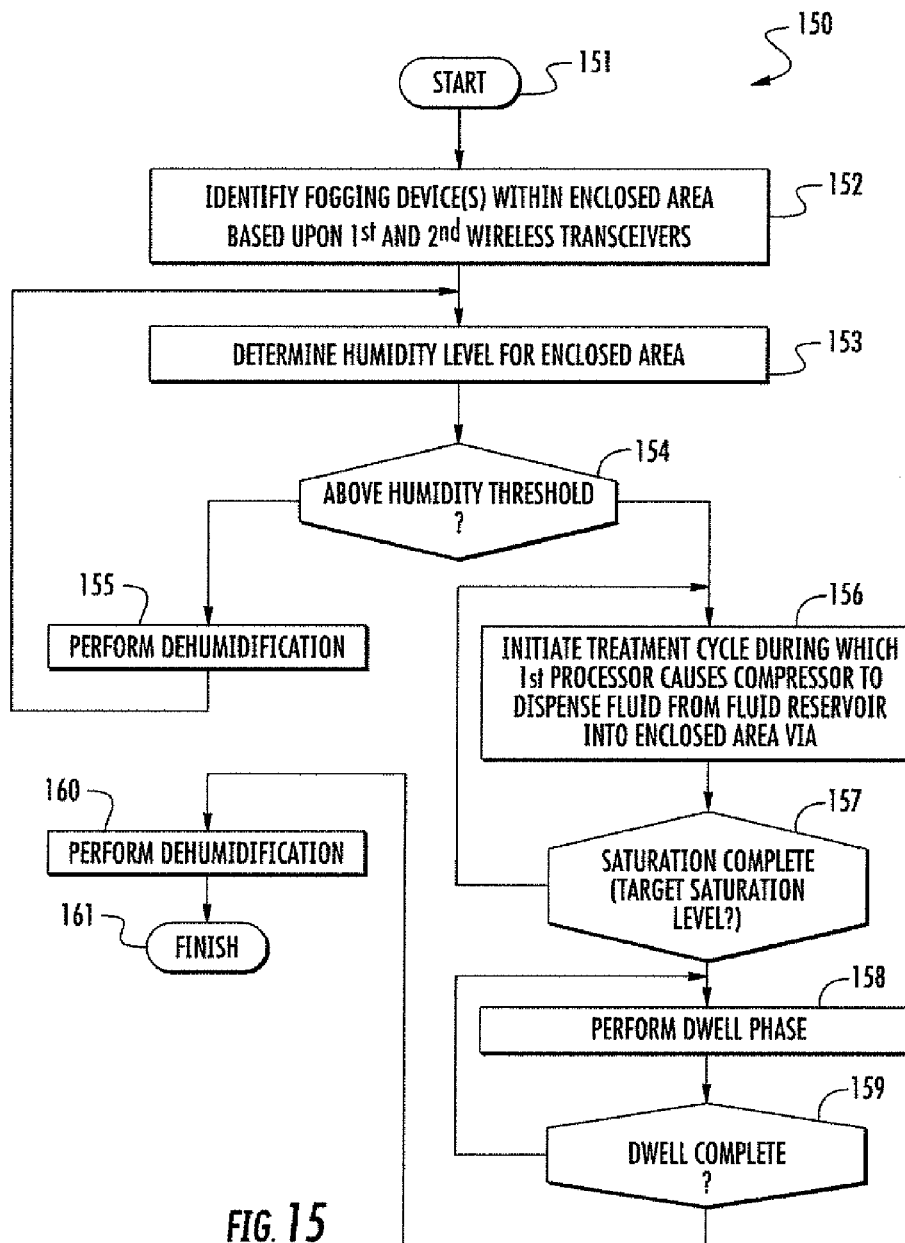 150
START
151
IDENTIFIY FOGGING DEVICE(S) WITHIN ENCLOSED AREA
BASED UPON 1st AND 2nd WIRELESS TRANSCEIVERS
152
DETERMINE HUMIDITY LEVEL FOR ENCLOSED AREA
153
154
ABOVE HUMIDITY THRESHOLD
?
155
PERFORM DEHUMIDIFICATION
156
INITIATE TREATMENT CYCLE DURING WHICH
1st PROCESSOR CAUSES COMPRESSOR TO
DISPENSE FLUID FROM FLUID RESERVOIR
INTO ENCLOSED AREA VIA
157
SATURATION COMPLETE
(TARGET SATURATION
LEVEL?)
160
PERFORM DEHUMIDIFICATION
161
FINISH
158
PERFORM DWELL PHASE
159
DWELL COMPLETE
?
FIG. 15